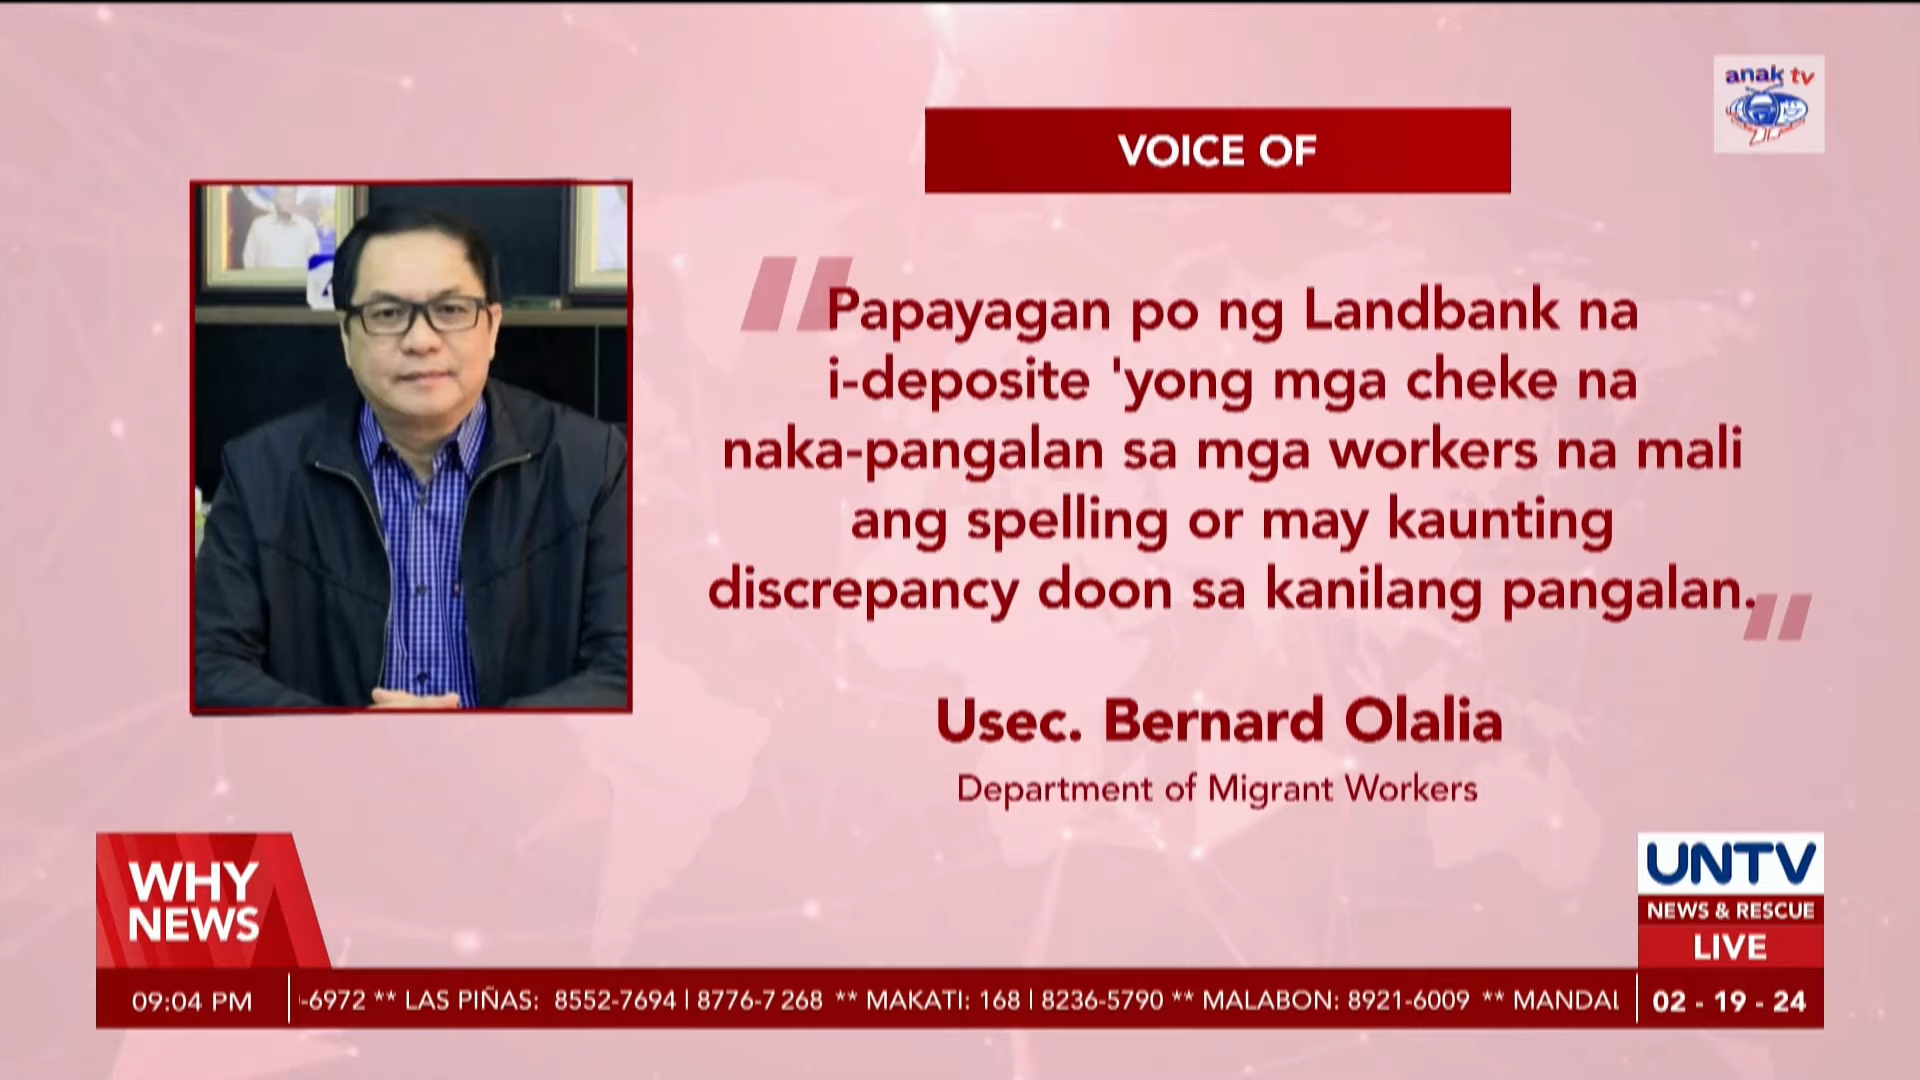 anak tv
VOICE OF
Papayagan po ng Landbank na
i-deposite 'yong mga cheke na
naka-pangalan sa mga workers na mali
ang spelling or may kaunting
discrepancy doon sa kanilang pangalan.
Usec. Bernard Olalia
Department of Migrant Workers
WHY
NEWS
UNTV
NEWS & RESCUE
LIVE
09:04 PM
-6972 ** LAS PIÑAS: 8552-7694 | 8776-7268 ** MAKATI: 168 | 8236-5790 ** MALABON: 8921-6009 ** MANDAL
02 - 19 - 24